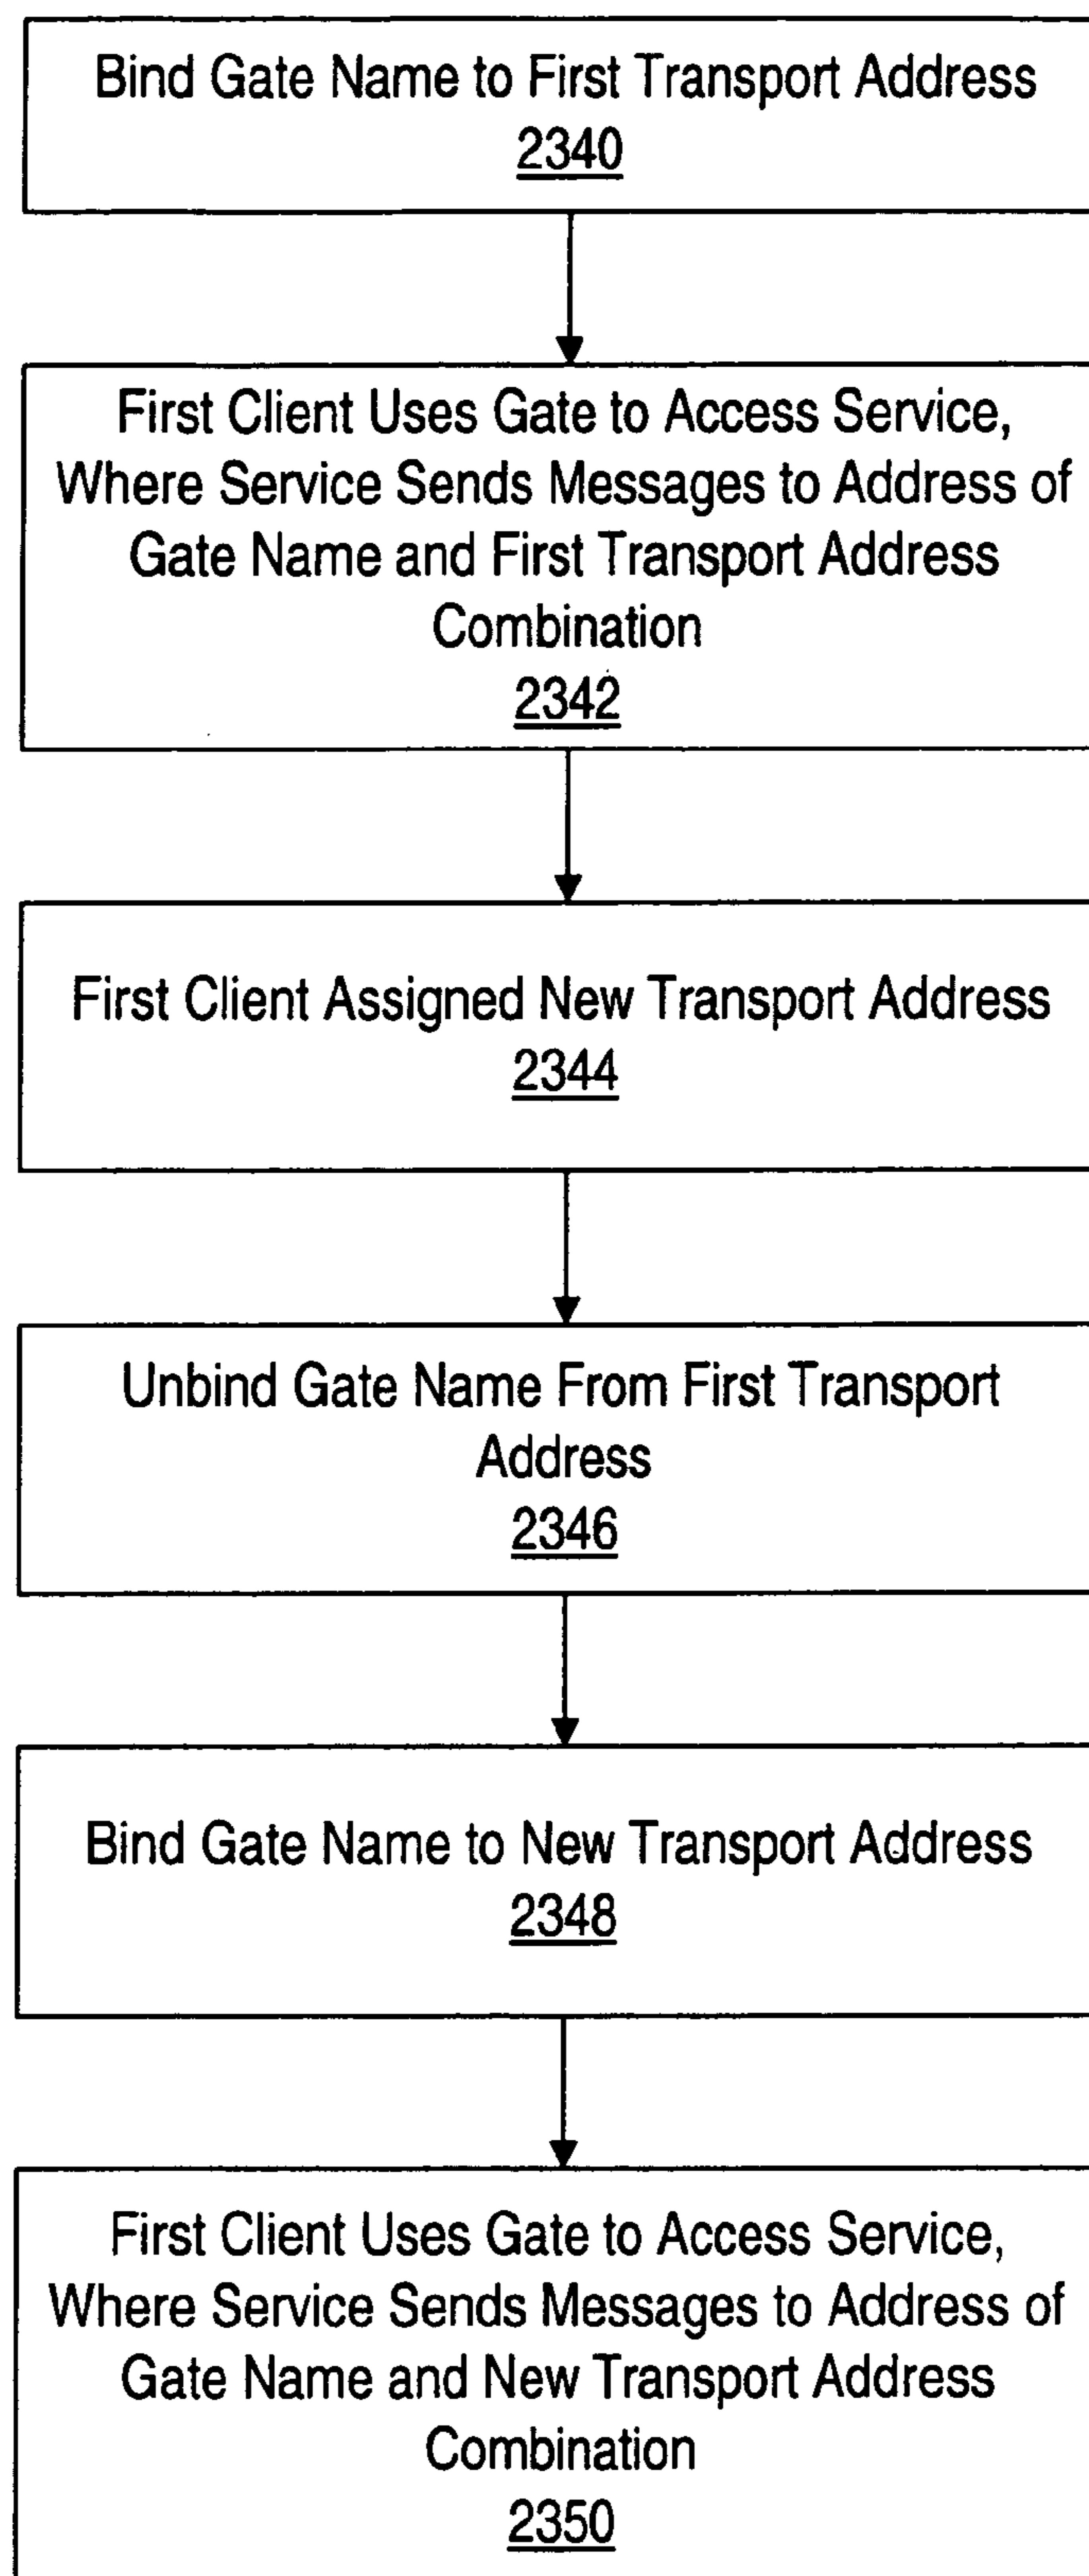 Bind Gate Name to First Transport Address
2340
First Client Uses Gate to Access Service,
Where Service Sends Messages to Address of
Gate Name and First Transport Address
Combination
2342
First Client Assigned New Transport Address
2344
Unbind Gate Name From First Transport
Address
2346
Bind Gate Name to New Transport Address
2348
First Client Uses Gate to Access Service,
Where Service Sends Messages to Address of
Gate Name and New Transport Address
Combination
2350